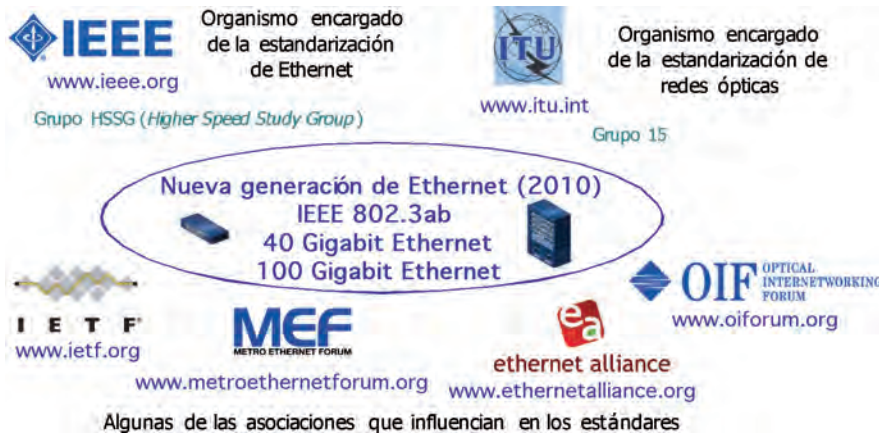 IEEE
www.ieee.org
Organismo encargado
de la estandarización
de Ethernet
Grupo HSSG (Higher Speed Study Group)
ITU
www.itu.int
Organismo encargado
de la estandarización de
redes ópticas
Grupo 15
Nueva generación de Ethernet (2010)
IEEE 802.3ab
40 Gigabit Ethernet
100 Gigabit Ethernet
I E T F®
www.ietf.org
MEF
METRO ETHERNET FORUM
www.metroethernetforum.org
ea
ethernet alliance
www.ethernetalliance.org
OIF
OPTICAL
INTERNETWORKING
FORUM
www.oiforum.org
Algunas de las asociaciones que influencian en los estándares